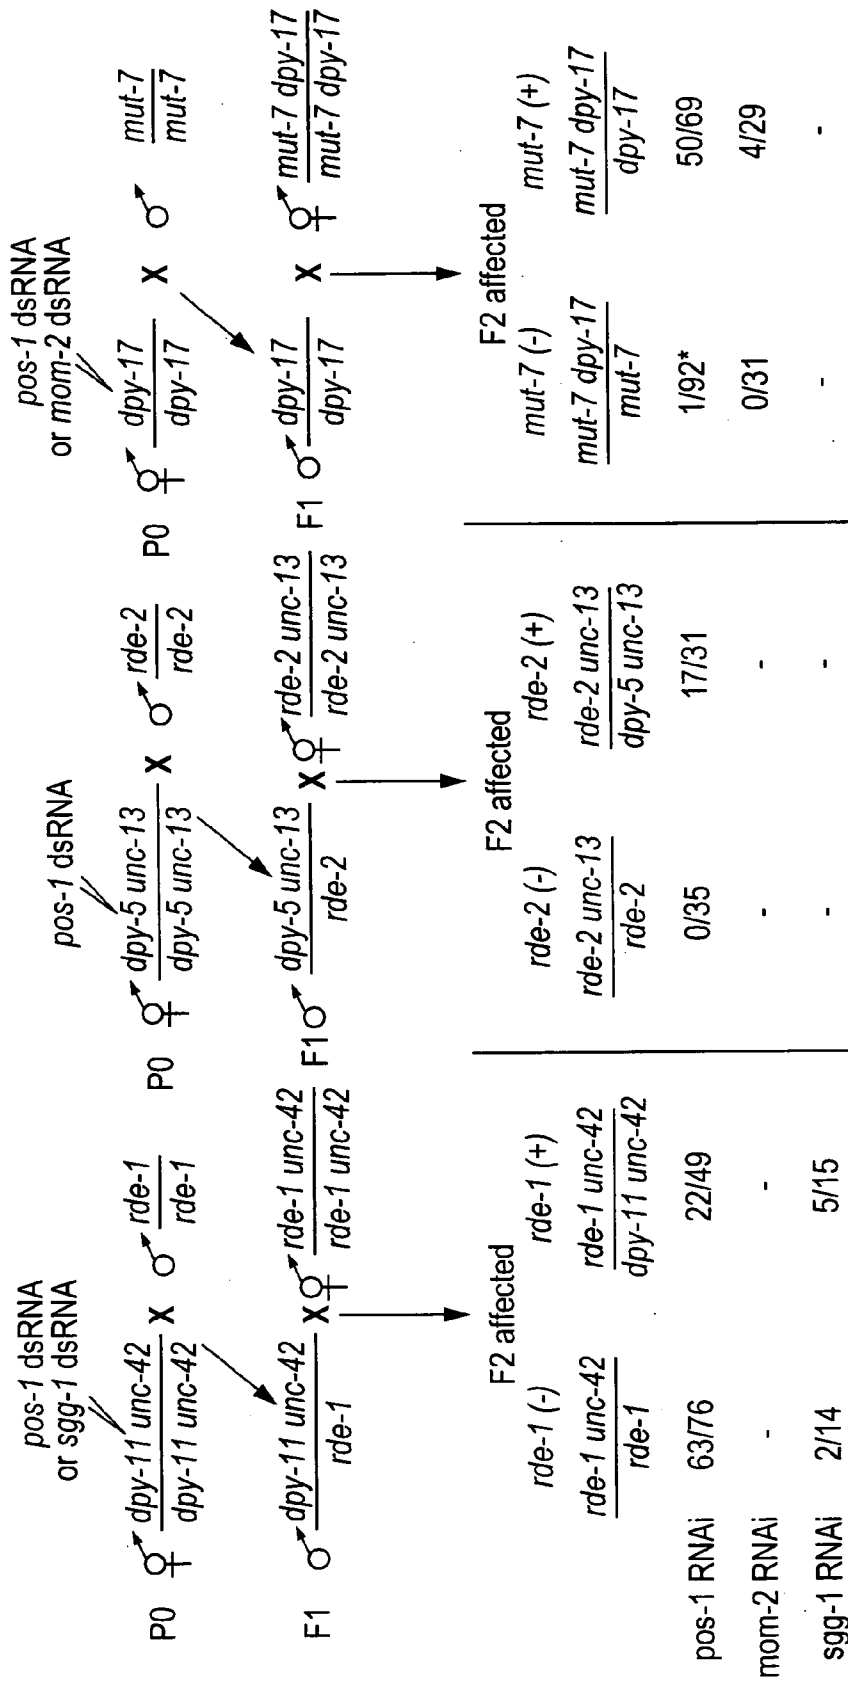 pos-1 dsRNA
or sgg-1 dsRNA
P0 dpy-11 unc-42 X rde-1
dpy-11 unc-42 rde-1
F1 dpy-11 unc-42 X rde-1 unc-42
rde-1 rde-1 unc-42
F2 affected
rde-1 (-) rde-1 (+)
rde-1 unc-42 rde-1 unc-42
rde-1 dpy-11 unc-42
pos-1 RNAi 63/76 22/49
mom-2 RNAi - -
sgg-1 RNAi 2/14 5/15
pos-1 dsRNA
P0 dpy-5 unc-13 X rde-2
dpy-5 unc-13 rde-2
F1 dpy-5 unc-13 X rde-2 unc-13
rde-2 rde-2 unc-13
F2 affected
rde-2 (-) rde-2 (+)
rde-2 unc-13 rde-2 unc-13
rde-2 dpy-5 unc-13
0/35 17/31
- -
- -
pos-1 dsRNA
or mom-2 dsRNA
P0 dpy-17 X mut-7
dpy-17 mut-7
F1 dpy-17 X mut-7 dpy-17
dpy-17 mut-7 dpy-17
F2 affected
mut-7 (-) mut-7 (+)
mut-7 dpy-17 mut-7 dpy-17
mut-7 dpy-17
1/92* 50/69
0/31 4/29
- -